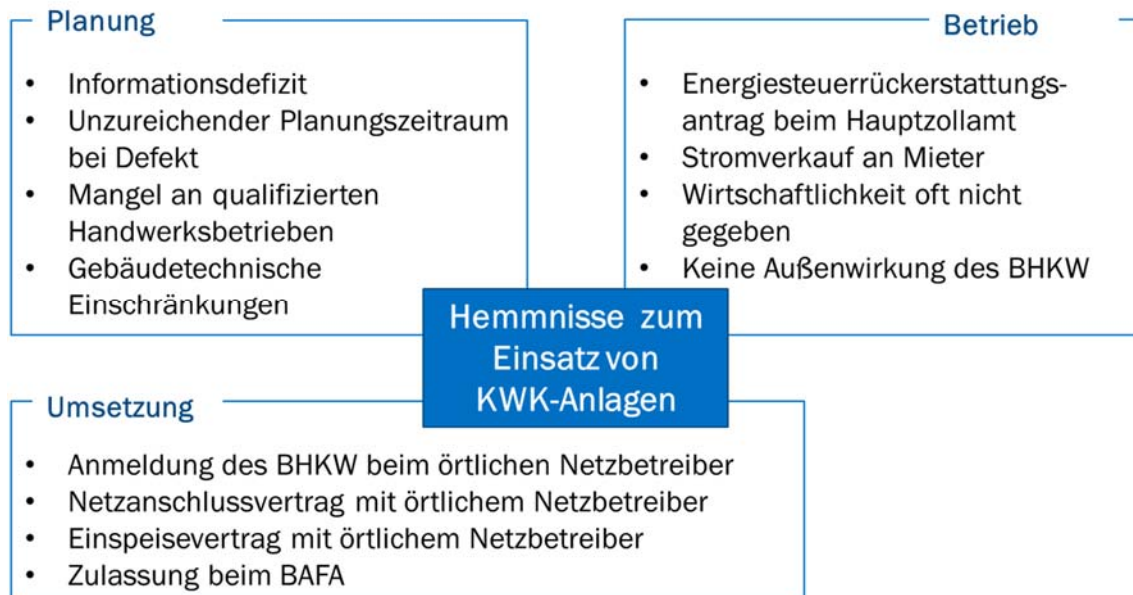 Planung
• Informationsdefizit
• Unzureichender Planungszeitraum
bei Defekt
• Mangel an qualifizierten
Handwerksbetrieben
• Gebäudetechnische
Einschränkungen
Betrieb
• Energiesteuerrückerstattungs-
antrag beim Hauptzollamt
• Stromverkauf an Mieter
• Wirtschaftlichkeit oft nicht
gegeben
• Keine Außenwirkung des BHKW
Hemmnisse zum
Einsatz von
KWK-Anlagen
Umsetzung
• Anmeldung des BHKW beim örtlichen Netzbetreiber
• Netzanschlussvertrag mit örtlichem Netzbetreiber
• Einspeisevertrag mit örtlichem Netzbetreiber
• Zulassung beim BAFA